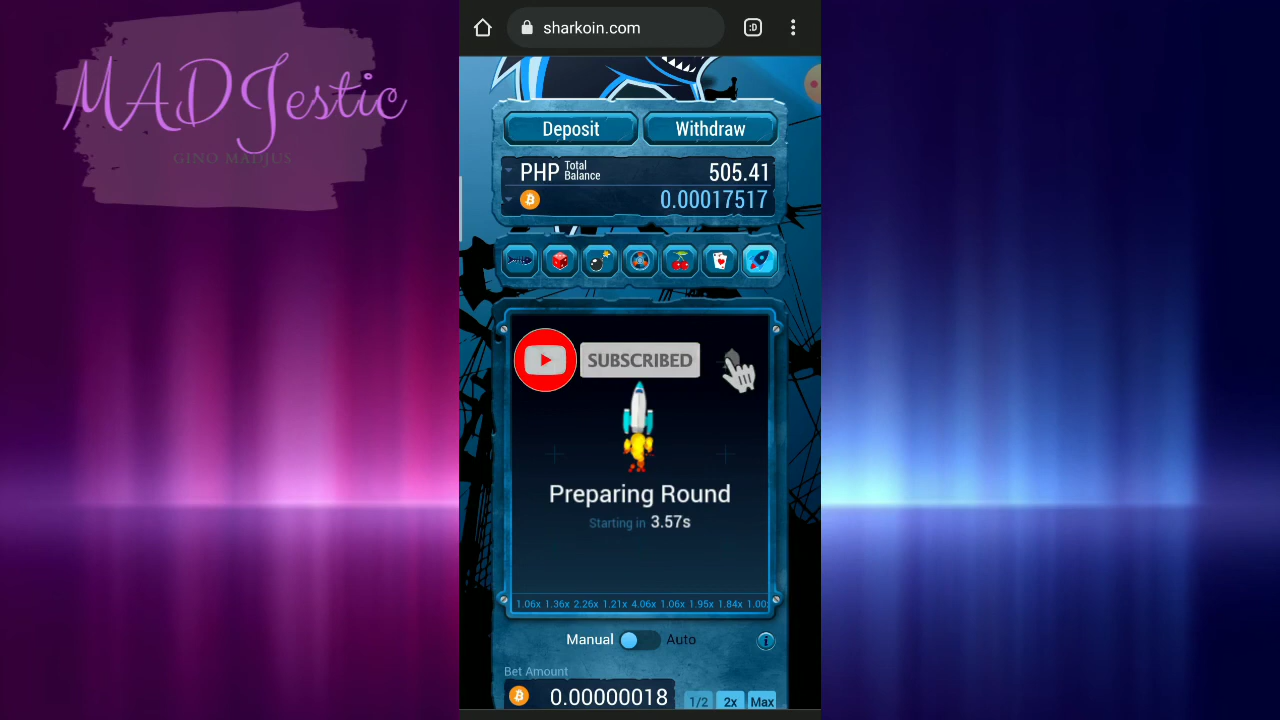 MADJestic
GINO MADJUS
sharkoin.com
:D
Deposit
Withdraw
PHP Total Balance 505.41
0.00017517
SUBSCRIBED
Preparing Round
Starting in 3.57s
1.06x 1.36x 2.26x 1.21x 4.06x 1.06x 1.95x 1.84x 1.00
Manual Auto
Bet Amount
0.00000018 1/2 2x Max